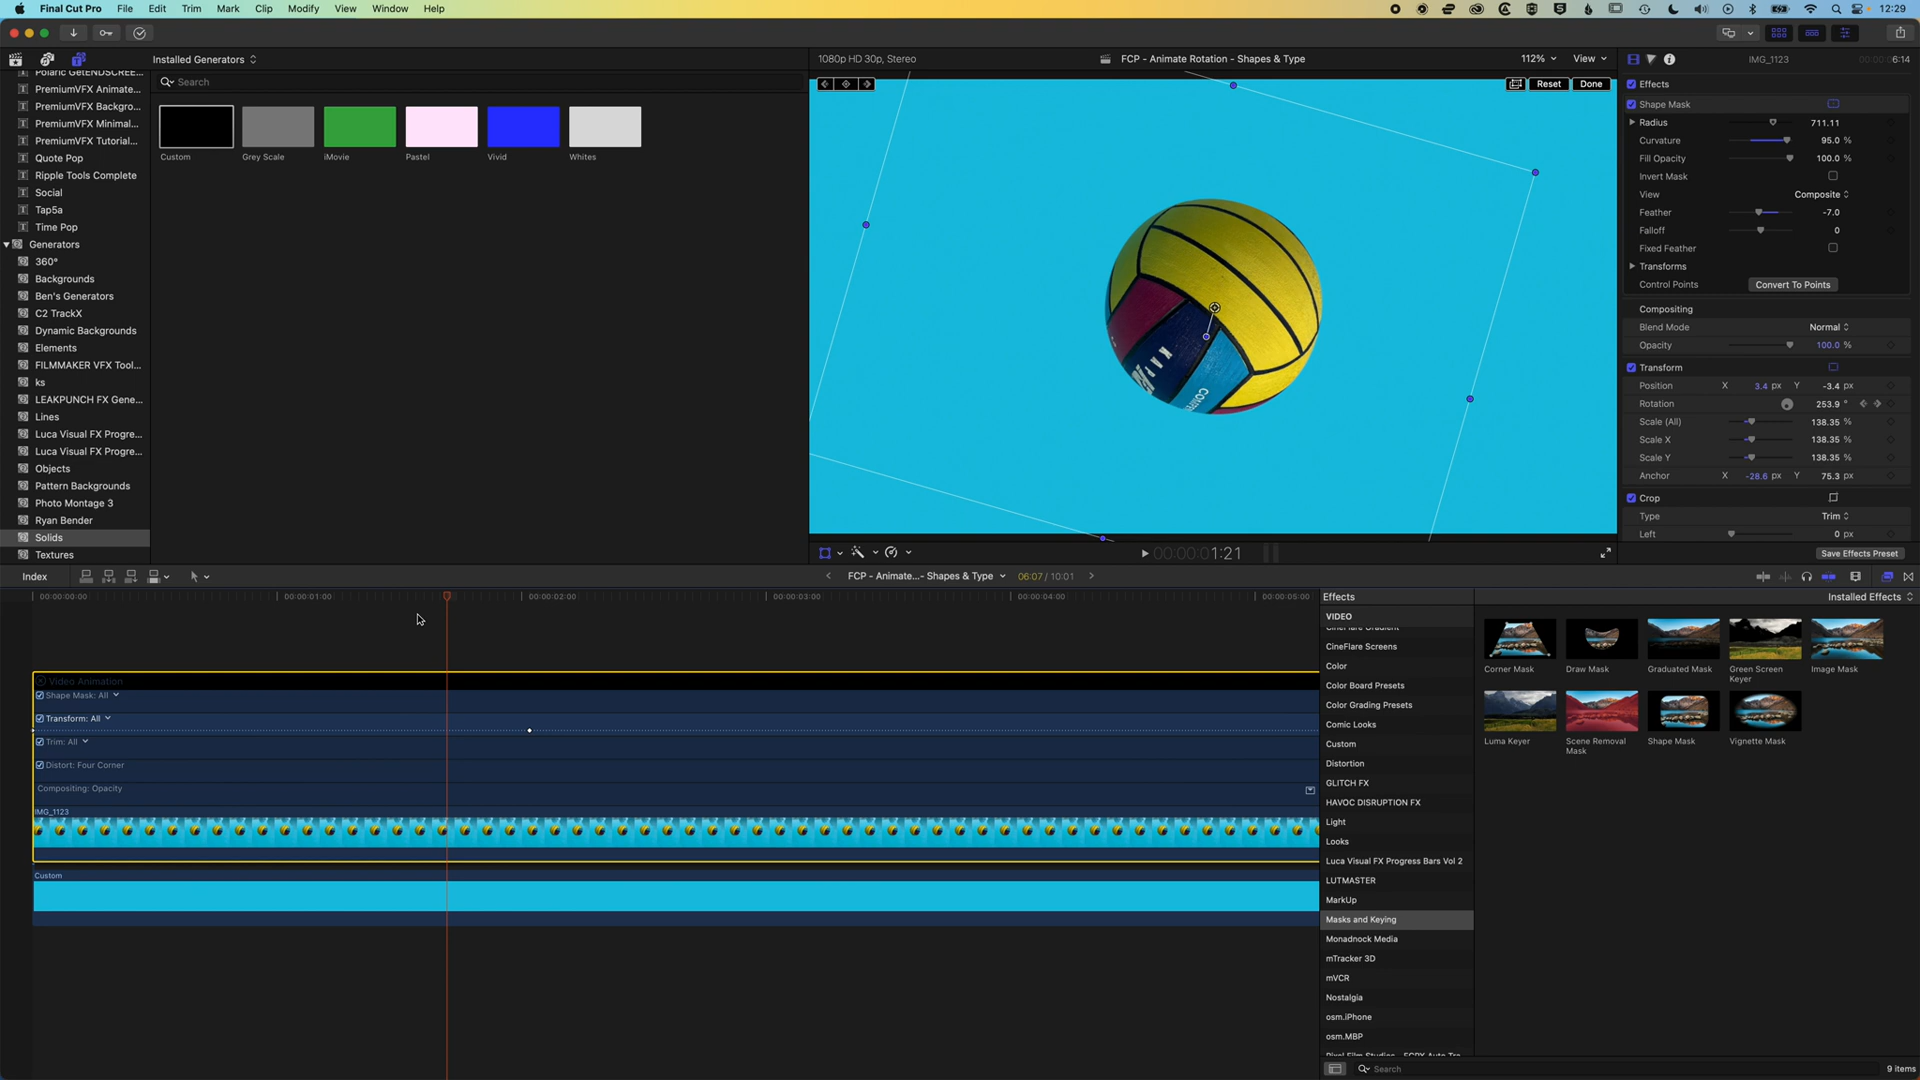 Final Cut Pro File Edit Trim Mark Clip Modify View Window Help 12:29
Installed Generators
1080p HD 30p, Stereo
FCP - Animate Rotation - Shapes & Type
112%
View
IMG_1123
6:14
Polaric GetENDSCREE...
PremiumVFX Animate...
PremiumVFX Backgro...
PremiumVFX Minimal...
PremiumVFX Tutorial...
Quote Pop
Ripple Tools Complete
Social
Tap5a
Time Pop
Generators
360°
Backgrounds
Ben's Generators
C2 TrackX
Dynamic Backgrounds
Elements
FILMMAKER VFX Tool...
ks
LEAKPUNCH FX Gene...
Lines
Luca Visual FX Progre...
Luca Visual FX Progre...
Objects
Pattern Backgrounds
Photo Montage 3
Ryan Bender
Solids
Textures
Search
Custom
Grey Scale
iMovie
Pastel
Vivid
Whites
Reset
Done
00:00:01:21
Effects
Shape Mask
Radius 711.11
Curvature 95.0 %
Fill Opacity 100.0 %
Invert Mask
View Composite
Feather -7.0
Falloff 0
Fixed Feather
Transforms
Control Points Convert To Points
Compositing
Blend Mode Normal
Opacity 100.0 %
Transform
Position X 3.4 px Y -3.4 px
Rotation 253.9 °
Scale (All) 138.35 %
Scale X 138.35 %
Scale Y 138.35 %
Anchor X -28.6 px Y 75.3 px
Crop
Type Trim
Left 0 px
Save Effects Preset
Index
FCP - Animate...- Shapes & Type
06:07 / 10:01
00:00:00:00
00:00:01:00
00:00:02:00
00:00:03:00
00:00:04:00
00:00:05:00
Video Animation
Shape Mask: All
Transform: All
Trim: All
Distort: Four Corner
Compositing: Opacity
IMG_1123
Custom
Effects
Installed Effects
VIDEO
CineFlare Gradient
CineFlare Screens
Color
Color Board Presets
Color Grading Presets
Comic Looks
Custom
Distortion
GLITCH FX
HAVOC DISRUPTION FX
Light
Looks
Luca Visual FX Progress Bars Vol 2
LUTMASTER
MarkUp
Masks and Keying
Monadnock Media
mTracker 3D
mVCR
Nostalgia
osm.iPhone
osm.MBP
Corner Mask
Draw Mask
Graduated Mask
Green Screen
Keyer
Image Mask
Luma Keyer
Scene Removal
Mask
Shape Mask
Vignette Mask
Search
9 items